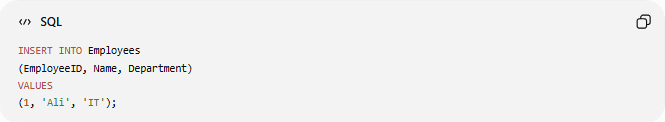 SQL
INSERT INTO Employees
(EmployeeID, Name, Department)
VALUES
(1, 'Ali', 'IT');